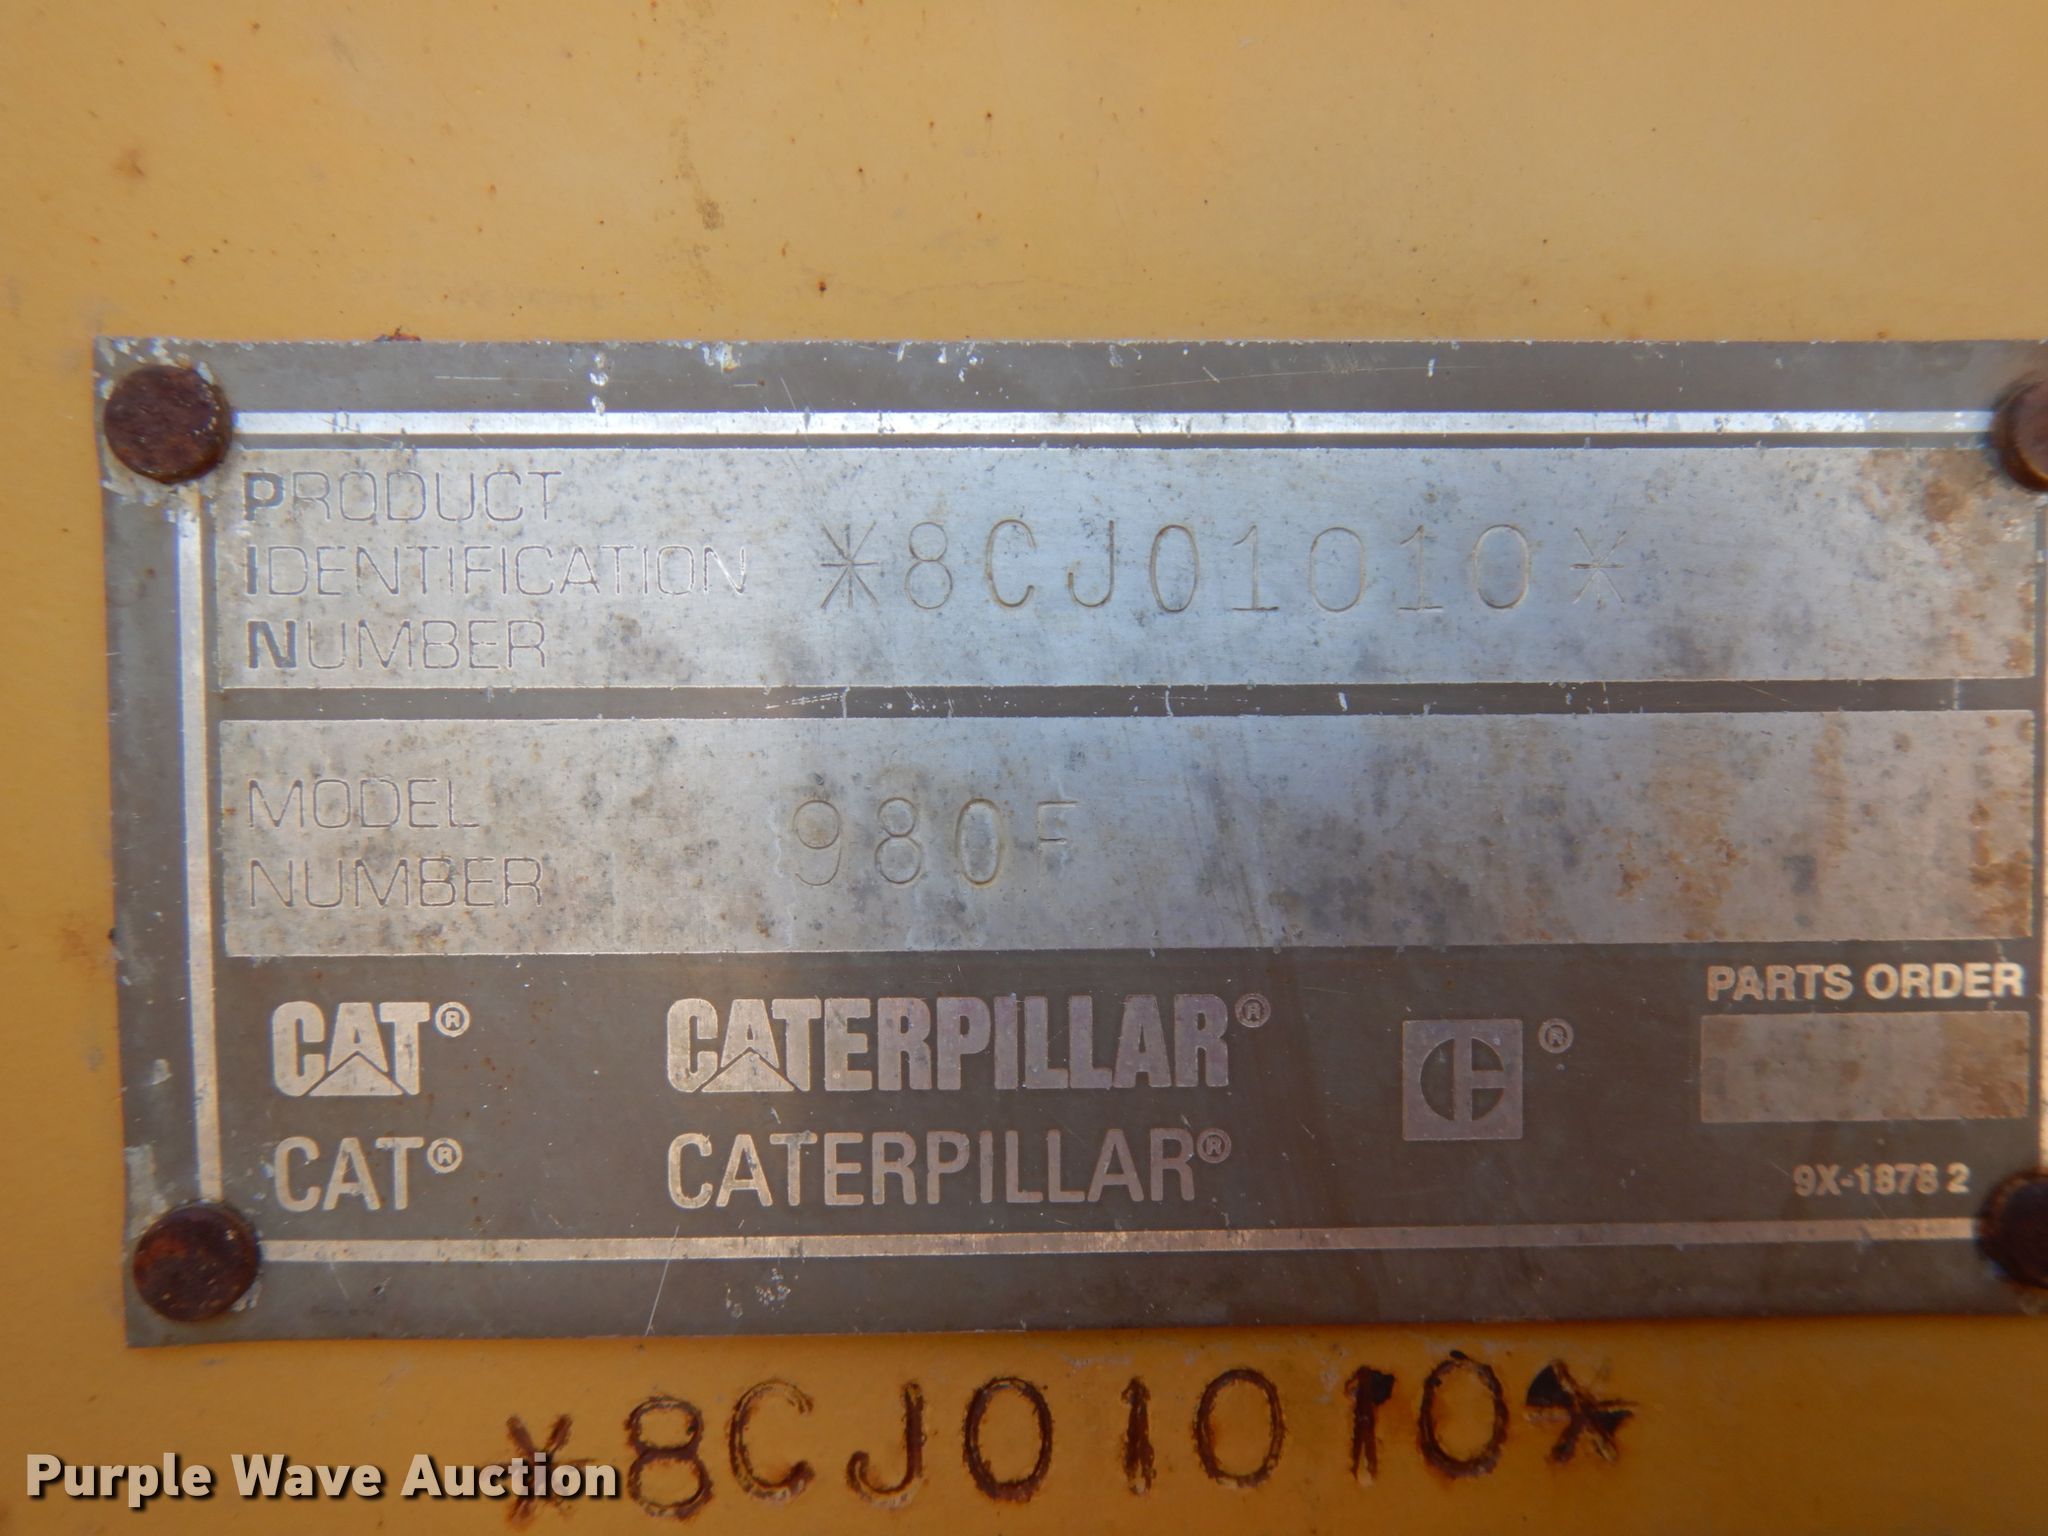 PRODUCT
IDENTIFICATION
NUMBER
*8CJ01010*
MODEL
NUMBER
980F
CAT® CATERPILLAR® ®
CAT® CATERPILLAR®
PARTS ORDER
9X-1878 2
*8CJ01010*
Purple Wave Auction